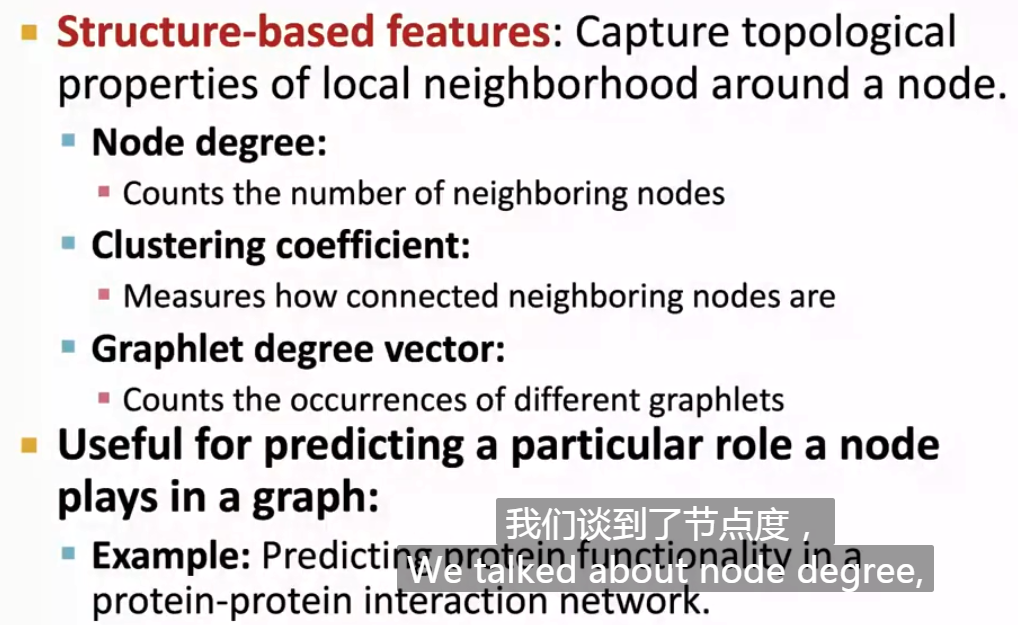 Structure-based features: Capture topological
properties of local neighborhood around a node.
Node degree:
Counts the number of neighboring nodes
Clustering coefficient:
Measures how connected neighboring nodes are
Graphlet degree vector:
Counts the occurrences of different graphlets
Useful for predicting a particular role a node
plays in a graph:
Example: Predicting protein functionality in a
protein-protein interaction network.
我们谈到了节点度，
We talked about node degree,